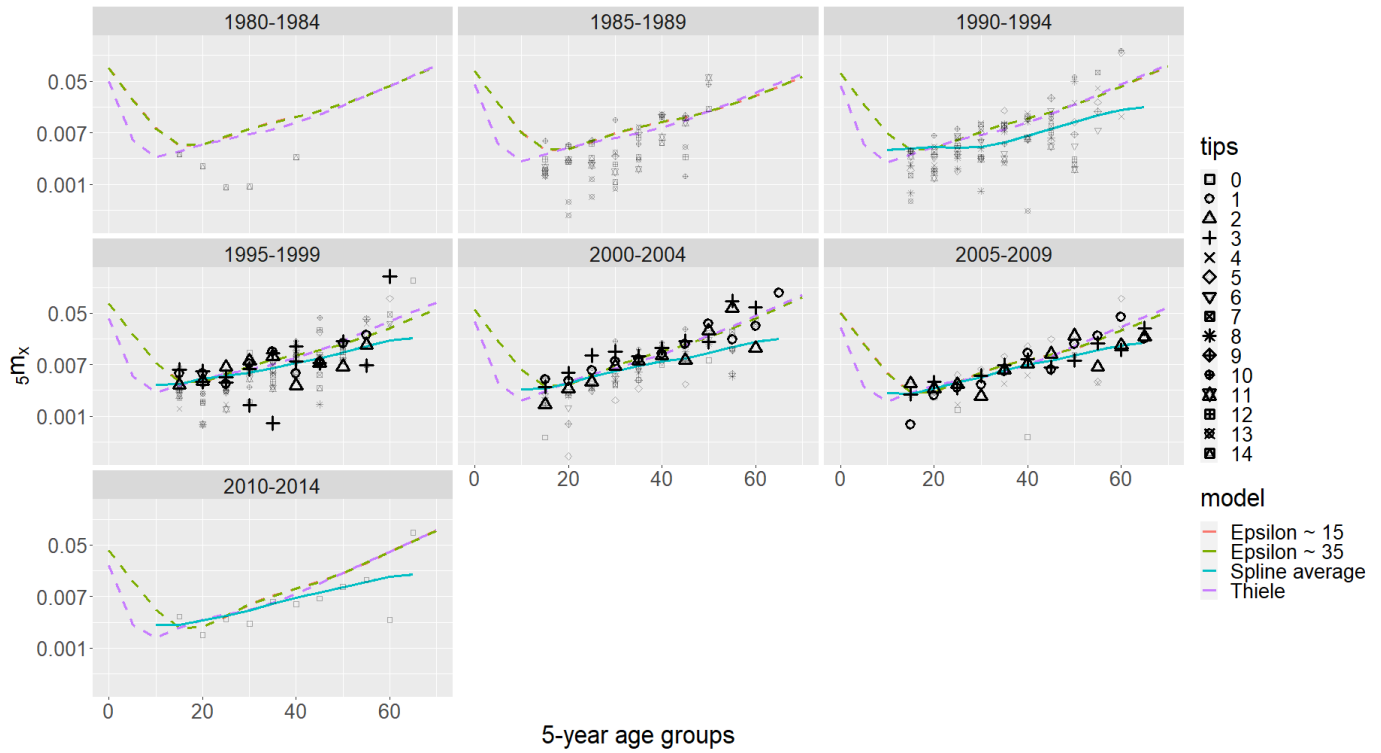 1980-1984
1985-1989
1990-1994
0.05
0.007
0.001
1995-1999
2000-2004
2005-2009
0.05
0.007
0.001
0 20 40 60
0 20 40 60
2010-2014
0.05
0.007
0.001
0 20 40 60
5mx
5-year age groups
tips
0
1
2
3
4
5
6
7
8
9
10
11
12
13
14
model
Epsilon ~ 15
Epsilon ~ 35
Spline average
Thiele